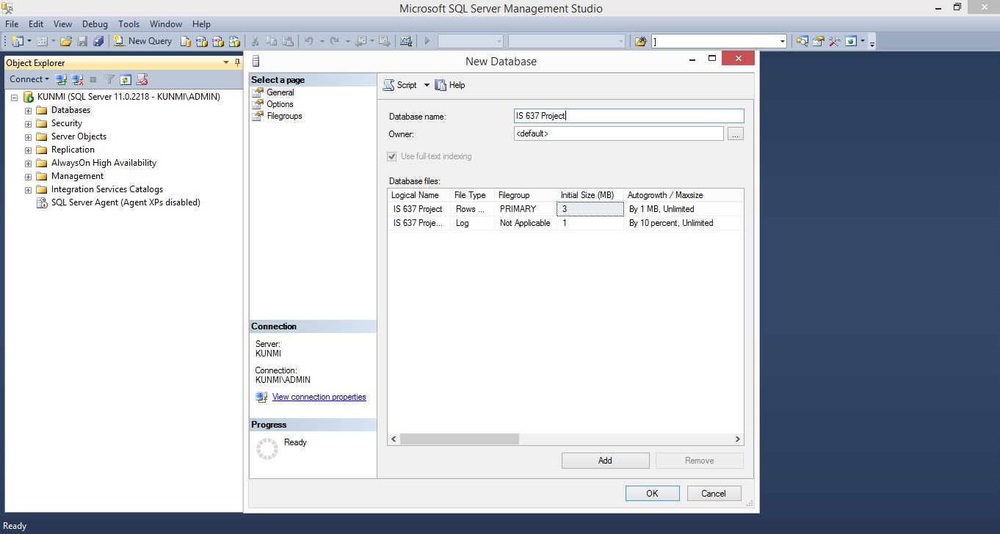 Microsoft SQL Server Management Studio
File Edit View Debug Tools Window Help
New Query
]
Object Explorer
Connect
KUNMI (SQL Server 11.0.2218 - KUNMI\ADMIN)
Databases
Security
Server Objects
Replication
AlwaysOn High Availability
Management
Integration Services Catalogs
SQL Server Agent (Agent XPs disabled)
New Database
Select a page
General
Options
Filegroups
Connection
Server:
KUNMI
Connection:
KUNMI\ADMIN
View connection properties
Progress
Ready
Script Help
Database name: IS 637 Project
Owner: <default> ...
Use full-text indexing
Database files:
Logical Name File Type Filegroup Initial Size (MB) Autogrowth / Maxsize
IS 637 Project Rows ... PRIMARY 3 By 1 MB, Unlimited
IS 637 Proje... Log Not Applicable 1 By 10 percent, Unlimited
Add Remove
OK Cancel
Ready